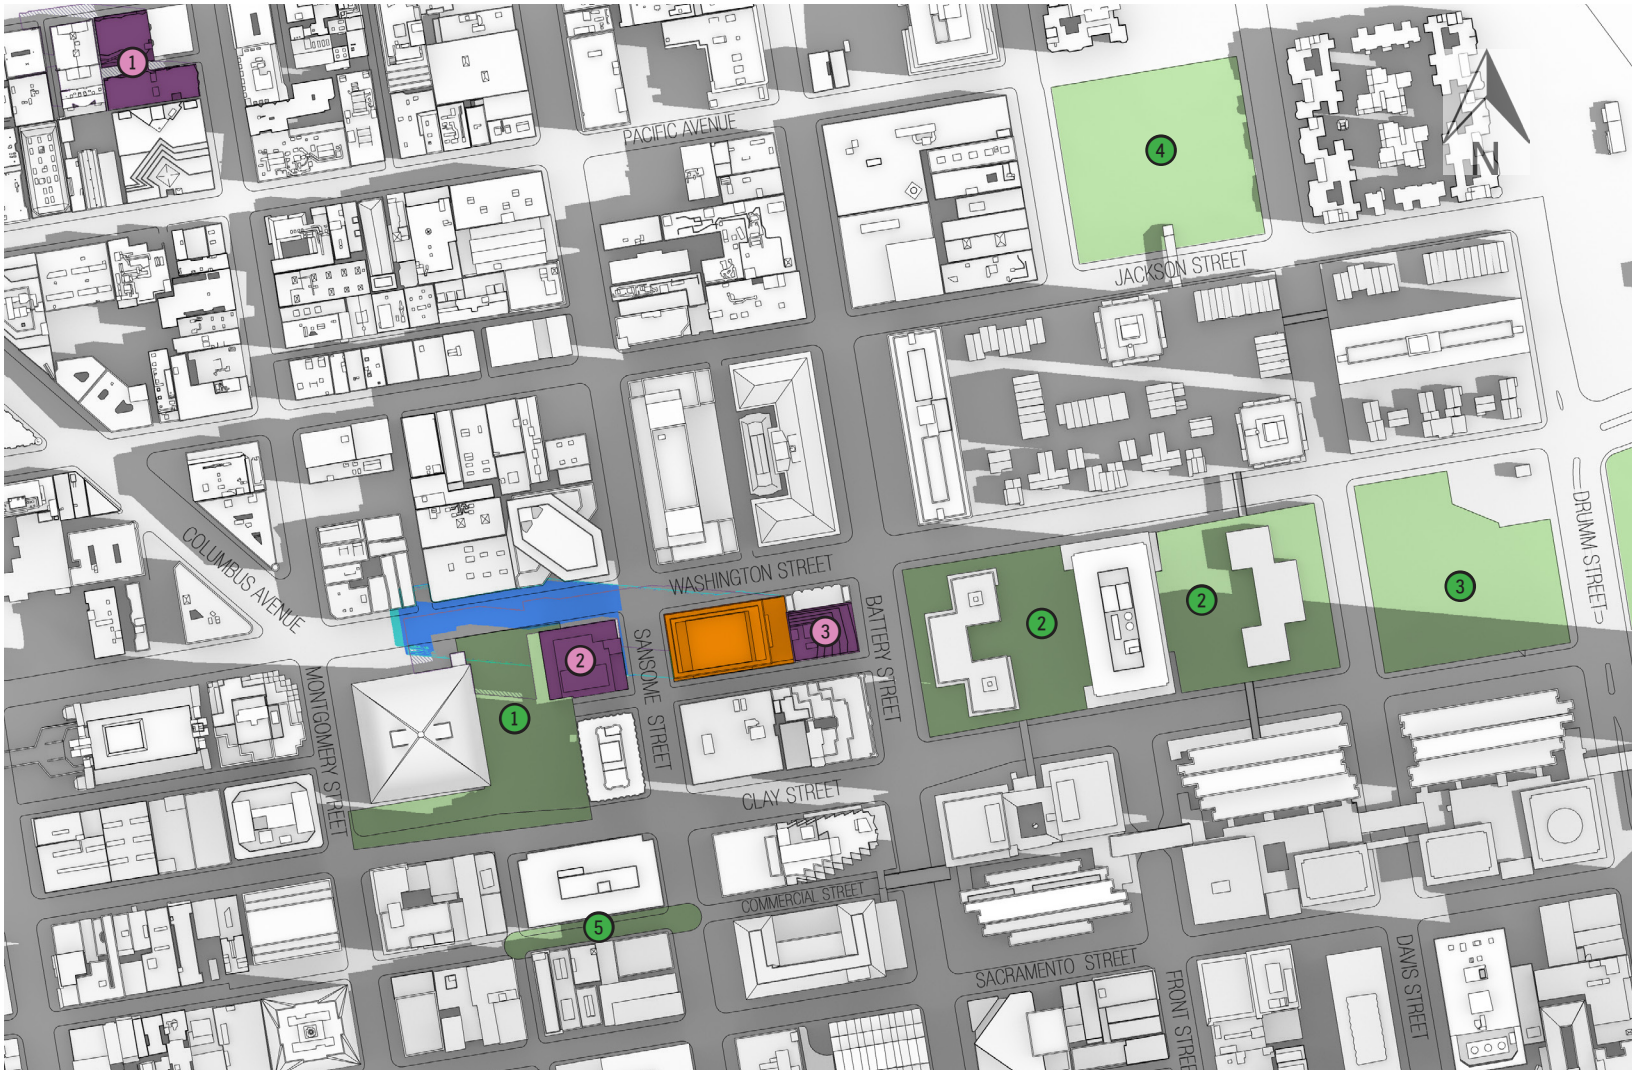 1
PACIFIC AVENUE
4
N
JACKSON STREET
COLUMBUS AVENUE
WASHINGTON STREET
DRUMM STREET
MONTGOMERY STREET
SANSOME STREET
BATTERY STREET
2
3
2
2
3
1
CLAY STREET
COMMERCIAL STREET
5
SACRAMENTO STREET
FRONT STREE
DAVIS STREET